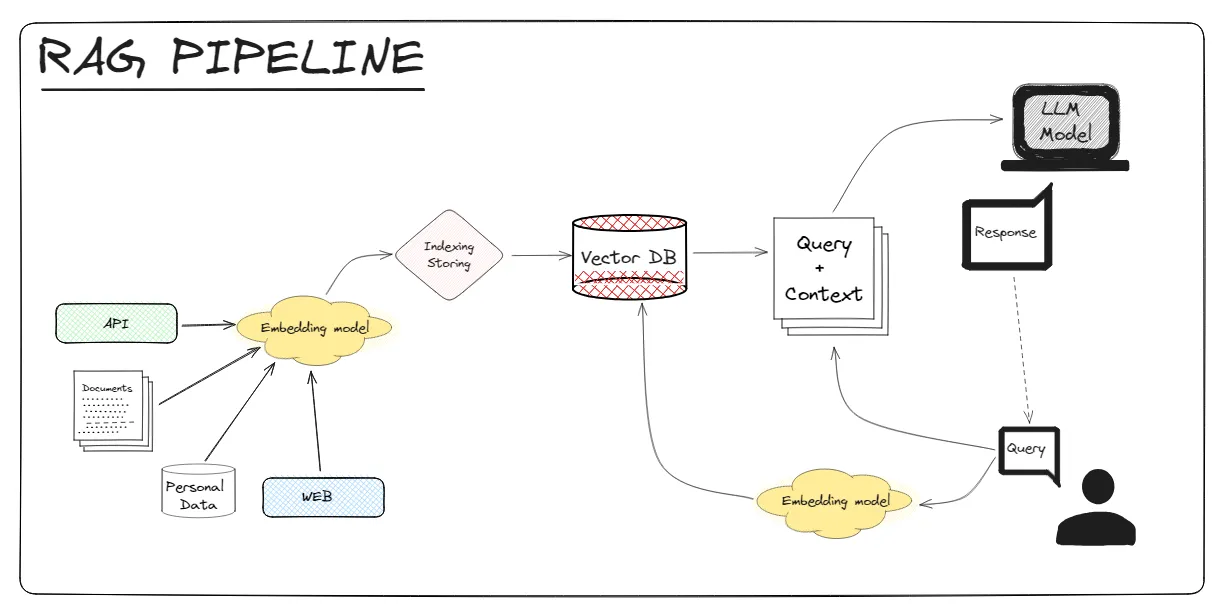 RAG PIPELINE
LLM
Model
Response
Indexing
Storing
Vector DB
Query
+
Context
API
Embedding model
Documents
Personal
Data
WEB
Query
Embedding model